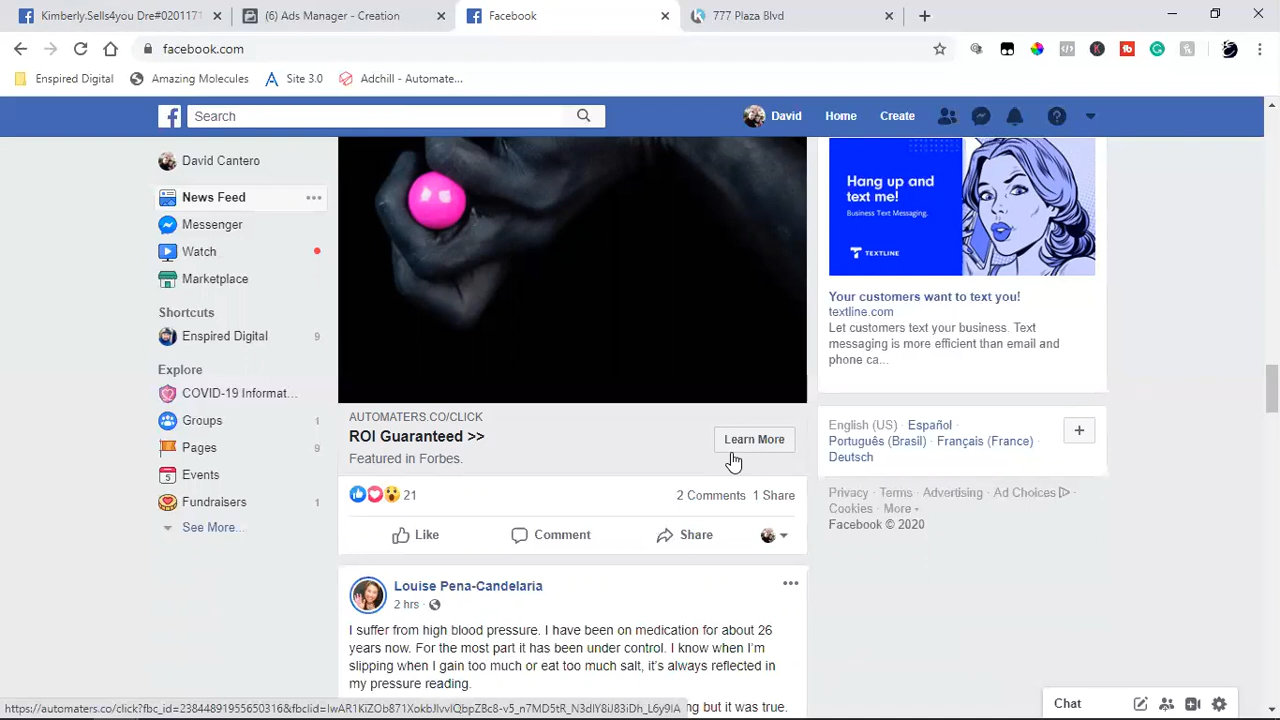 Kimberly.Sells4you Dre#0201171
(6) Ads Manager - Creation
Facebook
777 Plaza Blvd
facebook.com
Enspired Digital
Amazing Molecules
Site 3.0
Adchill - Automate...
Search
David
Home
Create
David Cantero
News Feed
Messenger
Watch
Marketplace
Shortcuts
Enspired Digital 9
Explore
COVID-19 Informat...
Groups 1
Pages 9
Events 1
Fundraisers 1
See More...
AUTOMATERS.CO/CLICK
ROI Guaranteed >>
Featured in Forbes.
Learn More
21
2 Comments 1 Share
Like Comment Share
Louise Pena-Candelaria
2 hrs ·
I suffer from high blood pressure. I have been on medication for about 26
years now. For the most part it has been under control. I know when I'm
slipping when I gain too much or eat too much salt, it's always reflected in
my pressure reading.
ng but it was true.
Hang up and
text me!
Business Text Messaging.
TEXTLINE
Your customers want to text you!
textline.com
Let customers text your business. Text
messaging is more efficient than email and
phone ca...
English (US) · Español ·
Português (Brasil) · Français (France) ·
Deutsch
Privacy · Terms · Advertising · Ad Choices ·
Cookies · More
Facebook © 2020
Chat